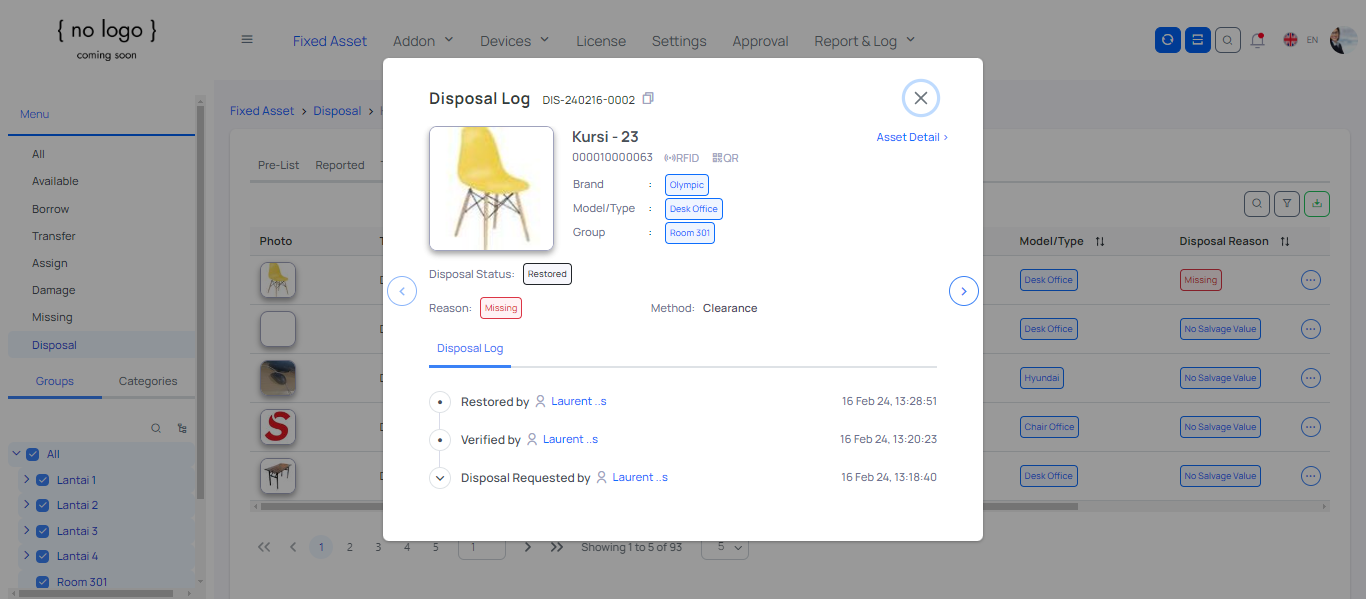 { no logo }
coming soon
Fixed Asset Addon Devices License Settings Approval Report & Log EN
Menu
All
Available
Borrow
Transfer
Assign
Damage
Missing
Disposal
Groups Categories
All
Lantai 1
Lantai 2
Lantai 3
Lantai 4
Room 301
Fixed Asset > Disposal >
Pre-List Reported
Photo Model/Type Disposal Reason
Desk Office Missing
Desk Office No Salvage Value
Hyundai No Salvage Value
Chair Office No Salvage Value
Desk Office No Salvage Value
1 2 3 4 5 1 Showing 1 to 5 of 93 5
Disposal Log DIS-240216-0002
Kursi - 23 Asset Detail >
000010000063 RFID QR
Brand : Olympic
Model/Type : Desk Office
Group : Room 301
Disposal Status: Restored
Reason: Missing Method: Clearance
Disposal Log
Restored by Laurent ..s 16 Feb 24, 13:28:51
Verified by Laurent ..s 16 Feb 24, 13:20:23
Disposal Requested by Laurent ..s 16 Feb 24, 13:18:40